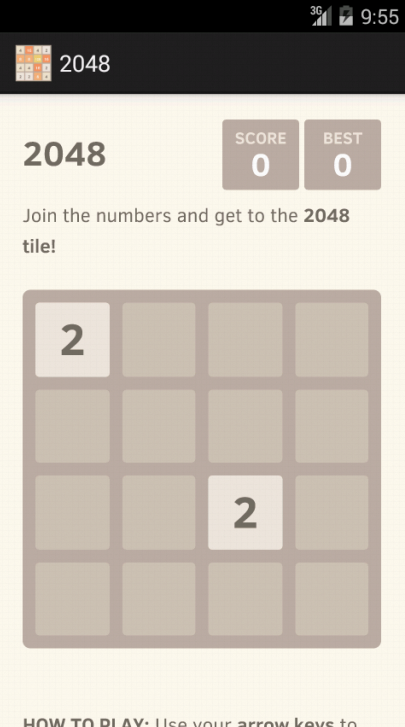 3G 9:55
2048
2048
SCORE BEST
0 0
Join the numbers and get to the 2048
tile!
2
2
HOW TO PLAY: Use your arrow keys to